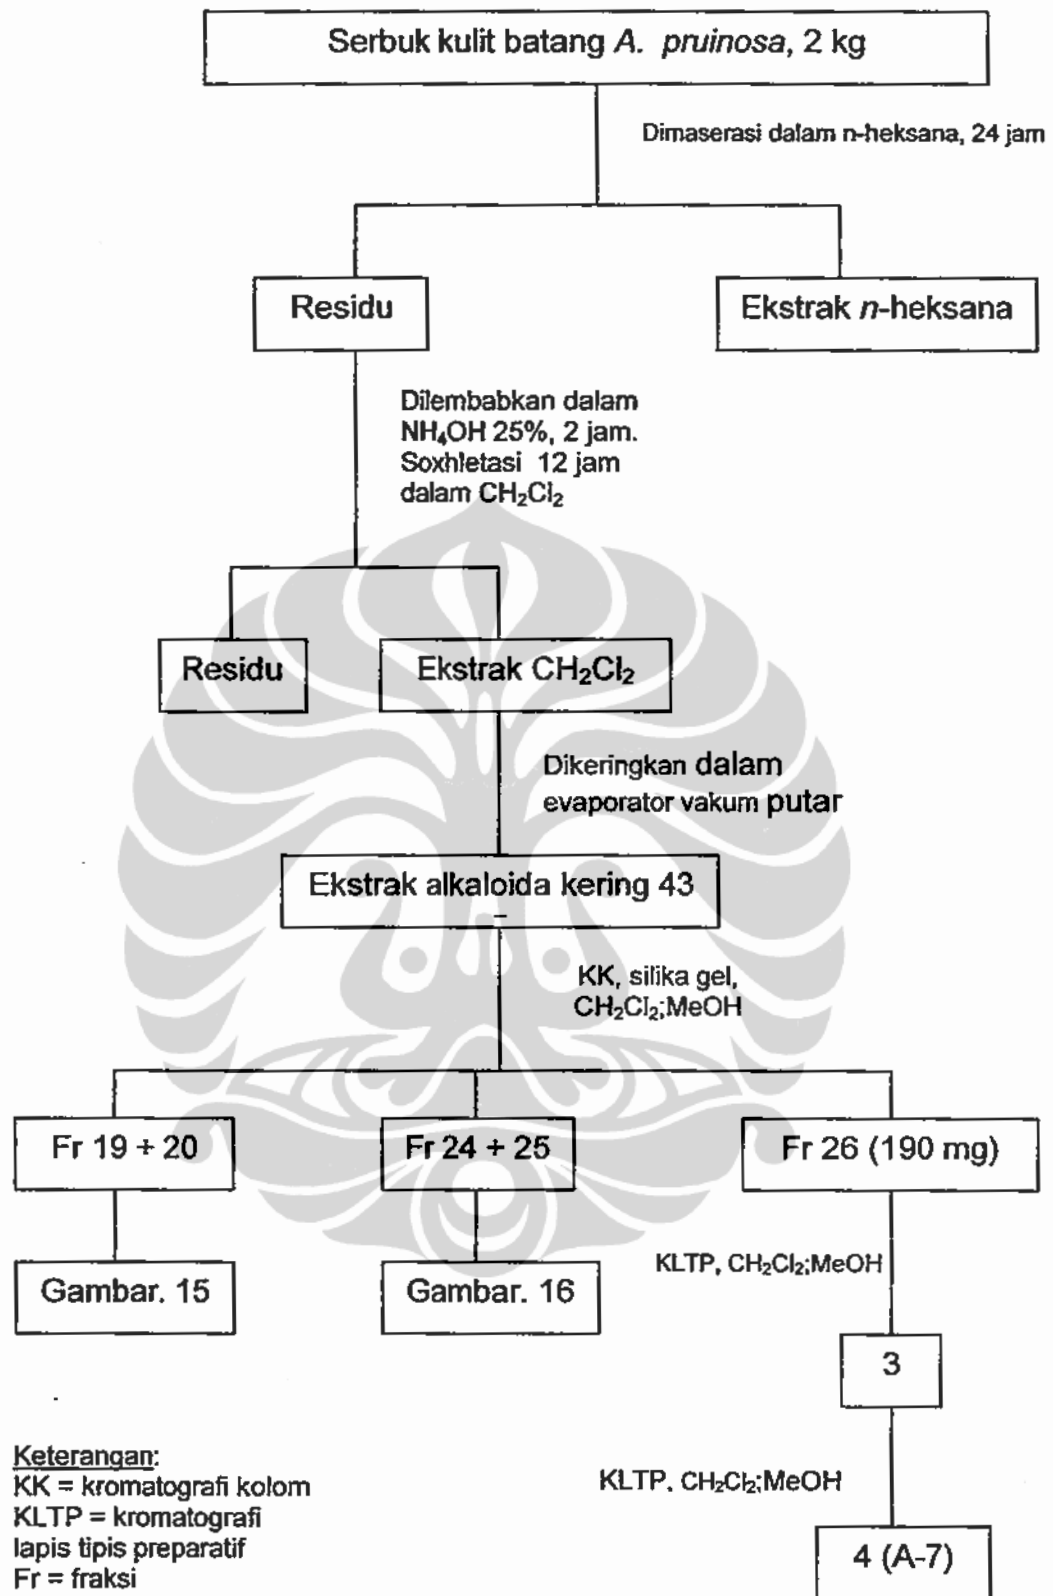 Serbuk kulit batang A. pruinosa, 2 kg
Dimaserasi dalam n-heksana, 24 jam
Residu
Ekstrak n-heksana
Dilembabkan dalam
NH₄OH 25%, 2 jam.
Soxhletasi 12 jam
dalam CH₂Cl₂
Residu
Ekstrak CH₂Cl₂
Dikeringkan dalam
evaporator vakum putar
Ekstrak alkaloida kering 43
KK, silika gel,
CH₂Cl₂;MeOH
Fr 19 + 20
Fr 24 + 25
Fr 26 (190 mg)
Gambar. 15
Gambar. 16
KLTP, CH₂Cl₂;MeOH
3
KLTP, CH₂Cl₂;MeOH
4 (A-7)
Keterangan:
KK = kromatografi kolom
KLTP = kromatografi
lapis tipis preparatif
Fr = fraksi